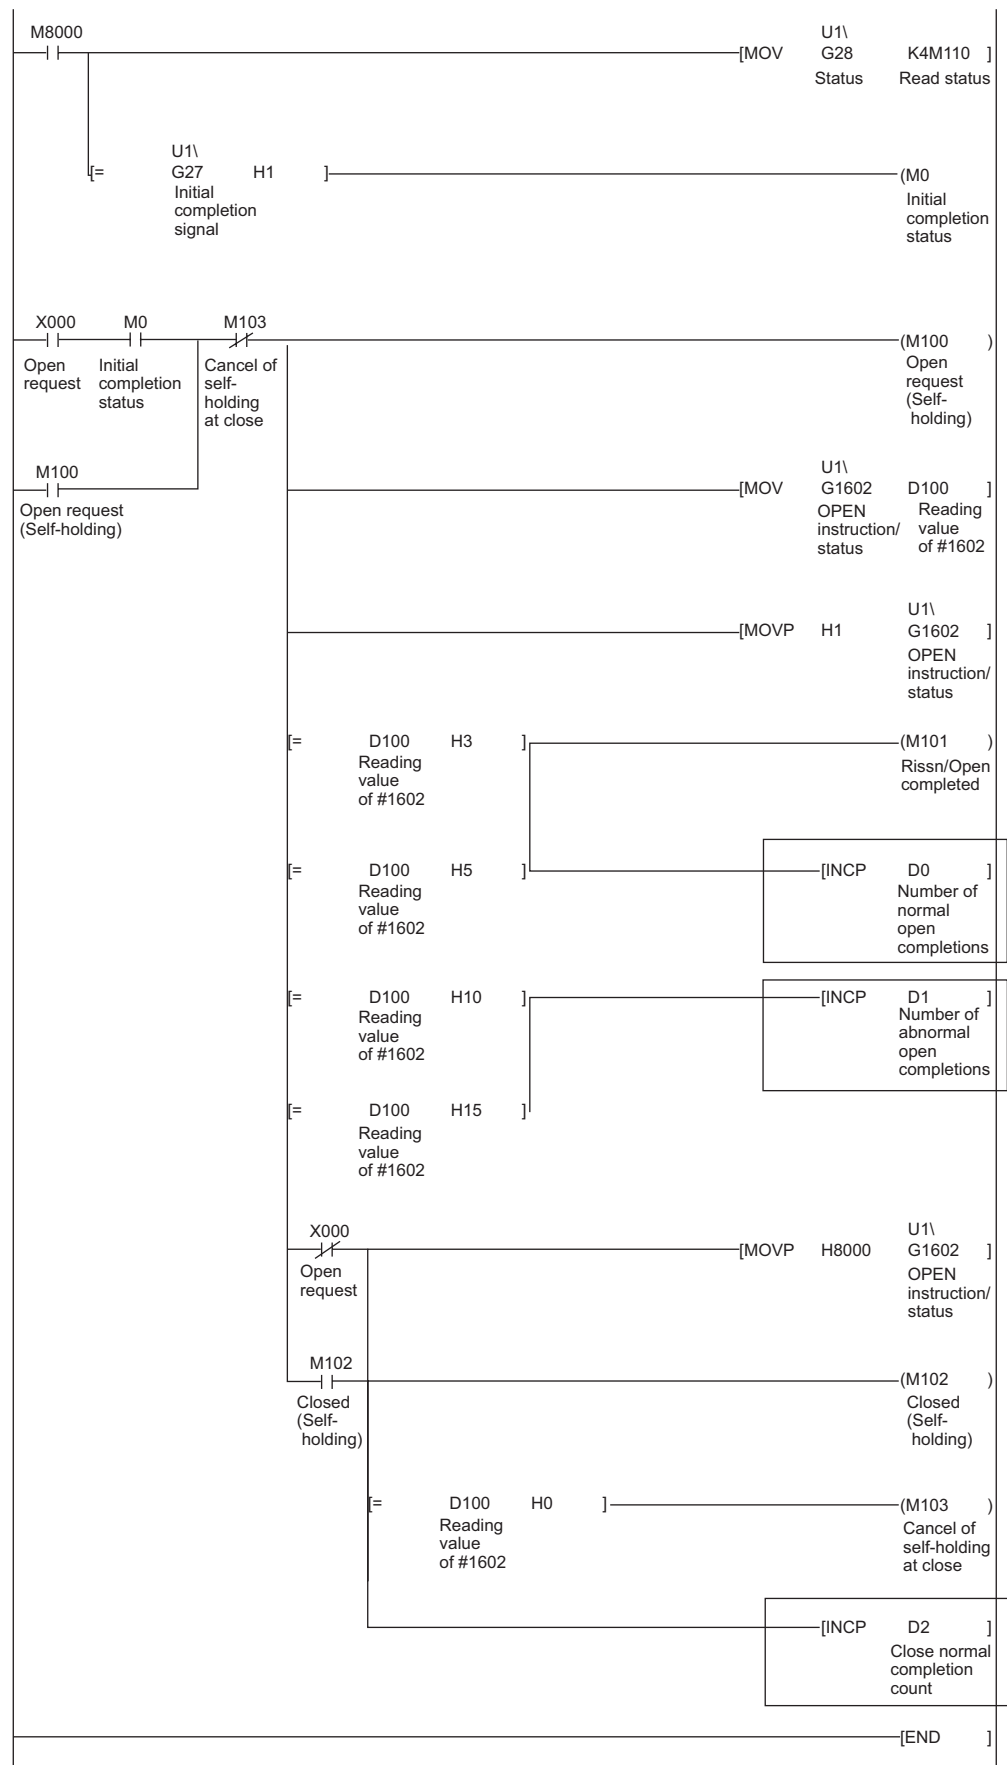 M8000
[MOV U1\ G28 K4M110 ]
Status Read status
[= U1\ G27 H1 ]
(M0
Initial
completion
signal
Initial
completion
status
X000 M0 M103
(M100 )
Open
request
Initial
completion
status
Cancel of
self-
holding
at close
Open
request
(Self-
holding)
M100
Open request
(Self-holding)
[MOV U1\ G1602 D100 ]
OPEN
instruction/
status
Reading
value
of #1602
[MOVP H1 U1\ G1602 ]
OPEN
instruction/
status
[= D100 H3 ]
(M101 )
Reading
value
of #1602
Rissn/Open
completed
[= D100 H5 ]
[INCP D0 ]
Reading
value
of #1602
Number of
normal
open
completions
[= D100 H10 ]
[INCP D1 ]
Reading
value
of #1602
Number of
abnormal
open
completions
[= D100 H15 ]
Reading
value
of #1602
X000
[MOVP H8000 U1\ G1602 ]
Open
request
OPEN
instruction/
status
M102
(M102 )
Closed
(Self-
holding)
Closed
(Self-
holding)
[= D100 H0 ]
(M103 )
Reading
value
of #1602
Cancel of
self-holding
at close
[INCP D2 ]
Close normal
completion
count
[END ]